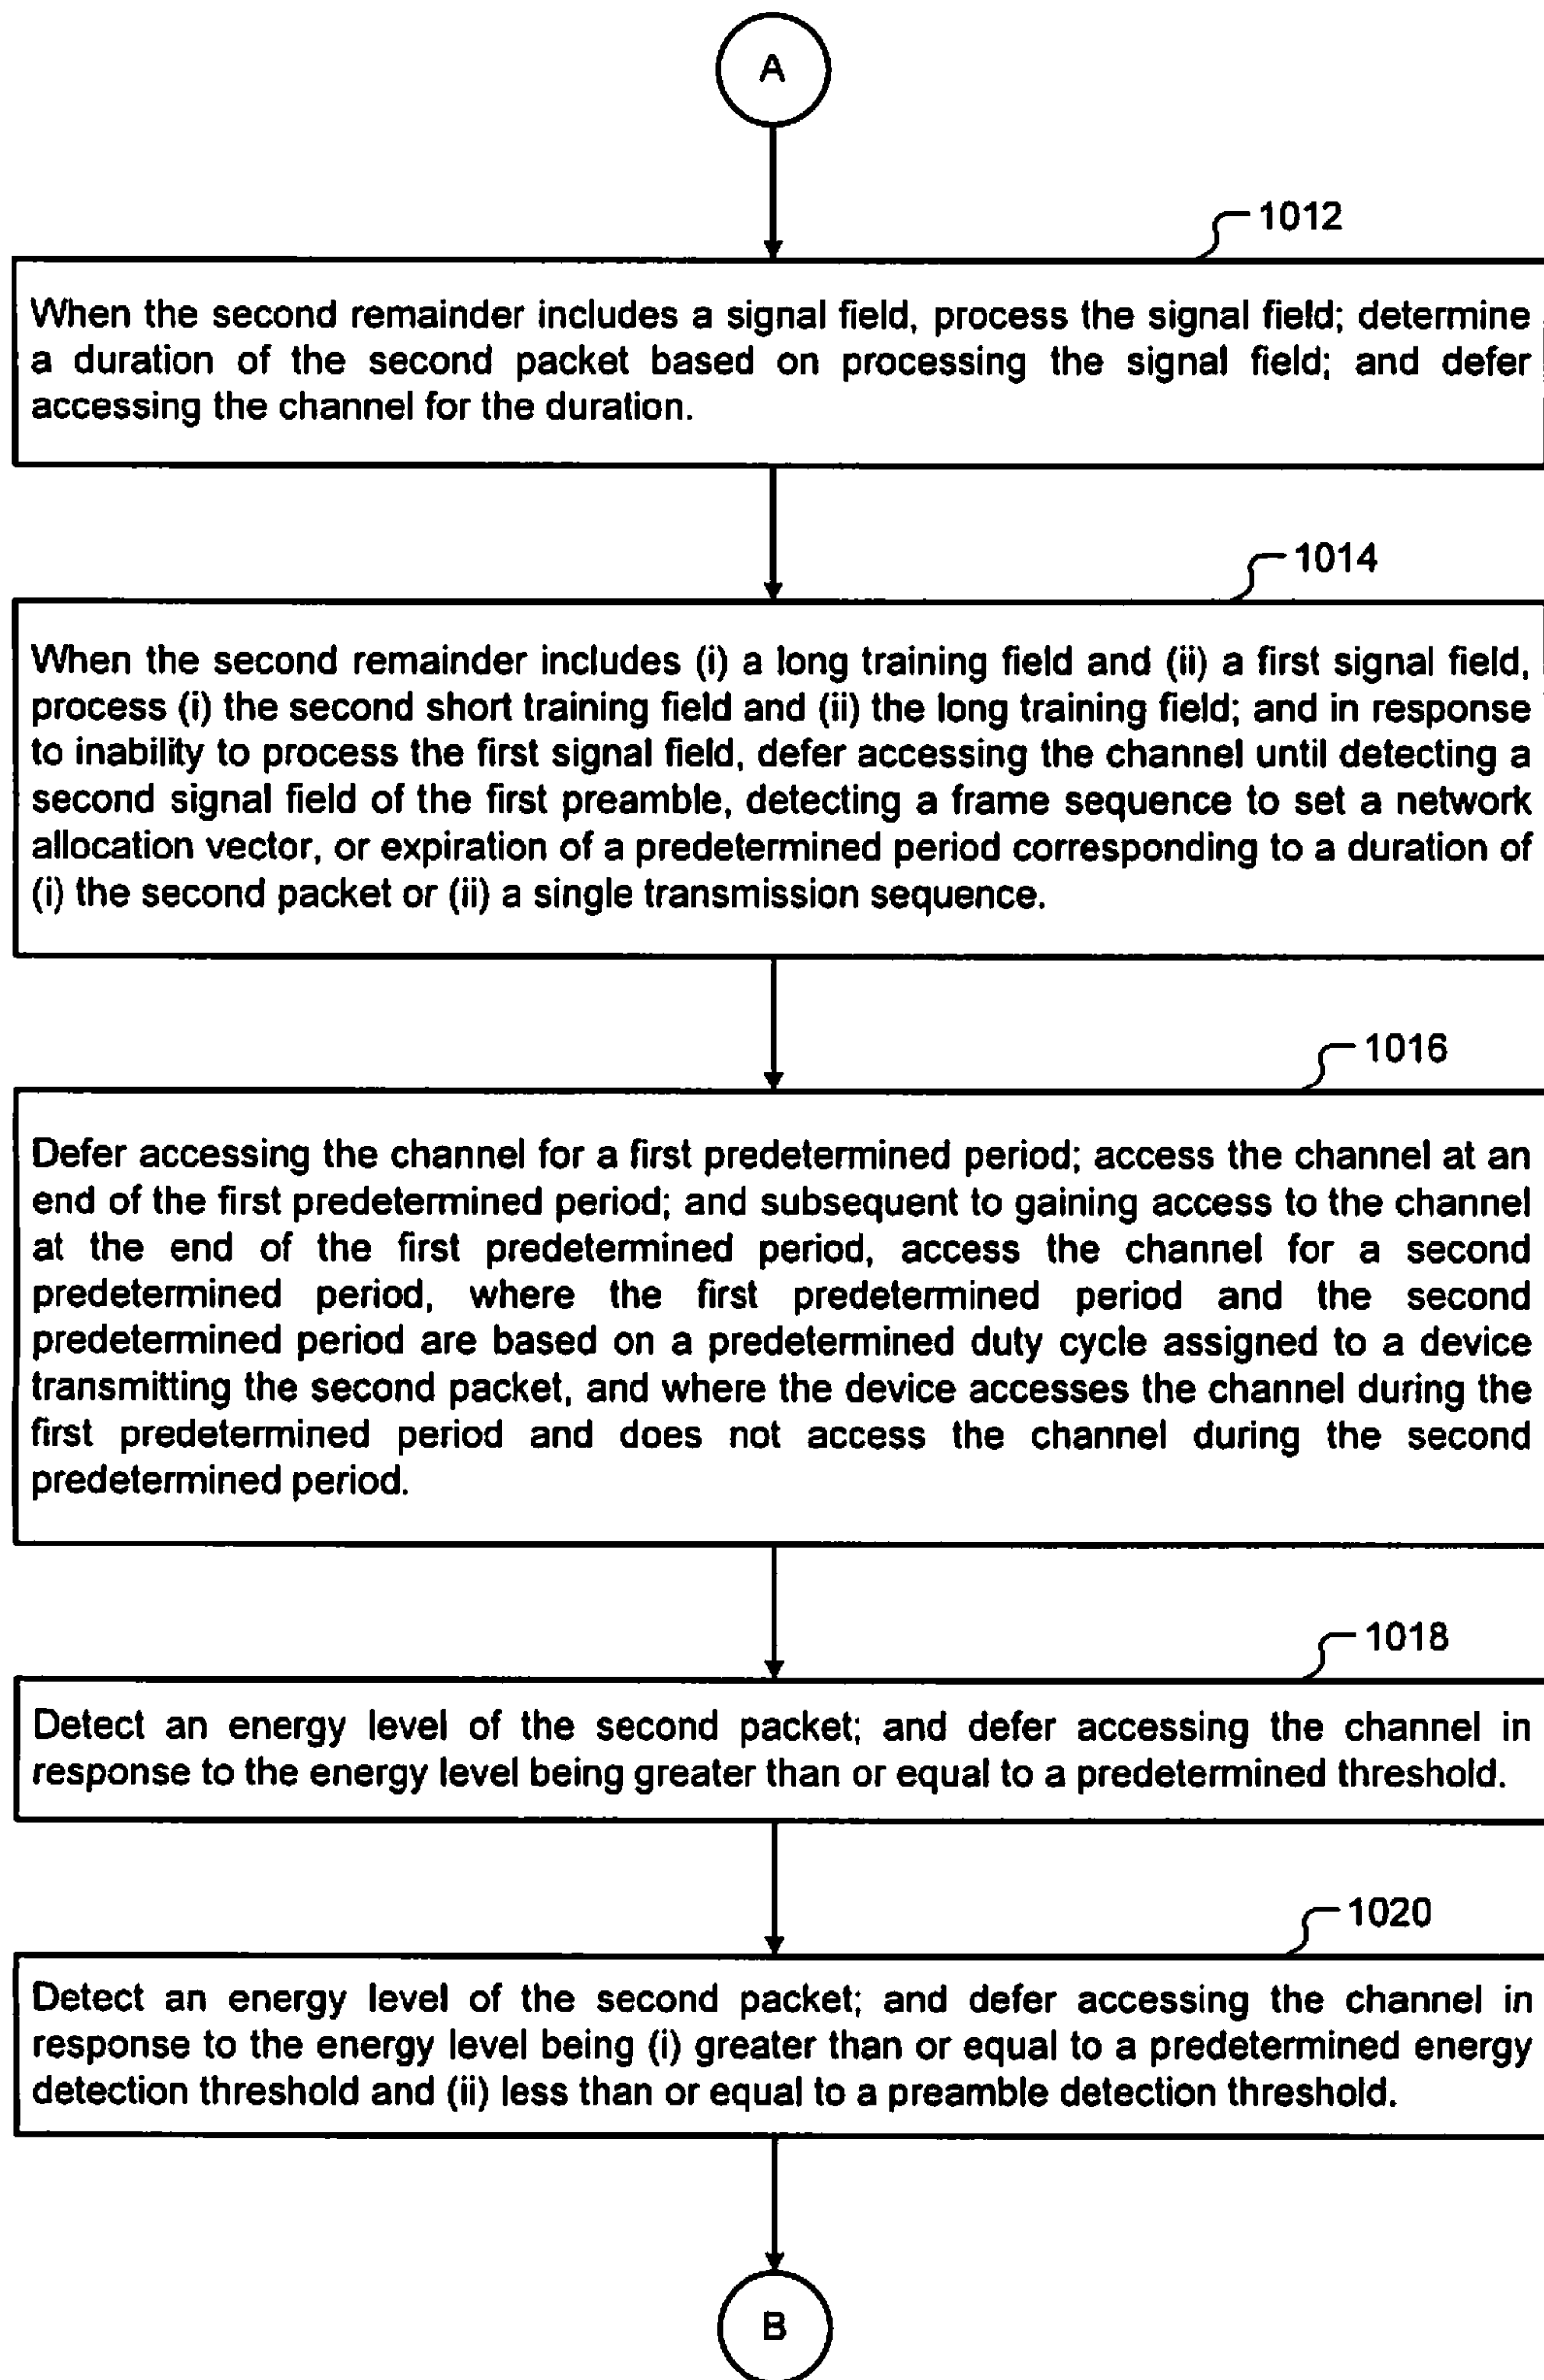 A
1012
When the second remainder includes a signal field, process the signal field; determine
a duration of the second packet based on processing the signal field; and defer
accessing the channel for the duration.
1014
When the second remainder includes (i) a long training field and (ii) a first signal field,
process (i) the second short training field and (ii) the long training field; and in response
to inability to process the first signal field, defer accessing the channel until detecting a
second signal field of the first preamble, detecting a frame sequence to set a network
allocation vector, or expiration of a predetermined period corresponding to a duration of
(i) the second packet or (ii) a single transmission sequence.
1016
Defer accessing the channel for a first predetermined period; access the channel at an
end of the first predetermined period; and subsequent to gaining access to the channel
at the end of the first predetermined period, access the channel for a second
predetermined period, where the first predetermined period and the second
predetermined period are based on a predetermined duty cycle assigned to a device
transmitting the second packet, and where the device accesses the channel during the
first predetermined period and does not access the channel during the second
predetermined period.
1018
Detect an energy level of the second packet; and defer accessing the channel in
response to the energy level being greater than or equal to a predetermined threshold.
1020
Detect an energy level of the second packet; and defer accessing the channel in
response to the energy level being (i) greater than or equal to a predetermined energy
detection threshold and (ii) less than or equal to a preamble detection threshold.
B